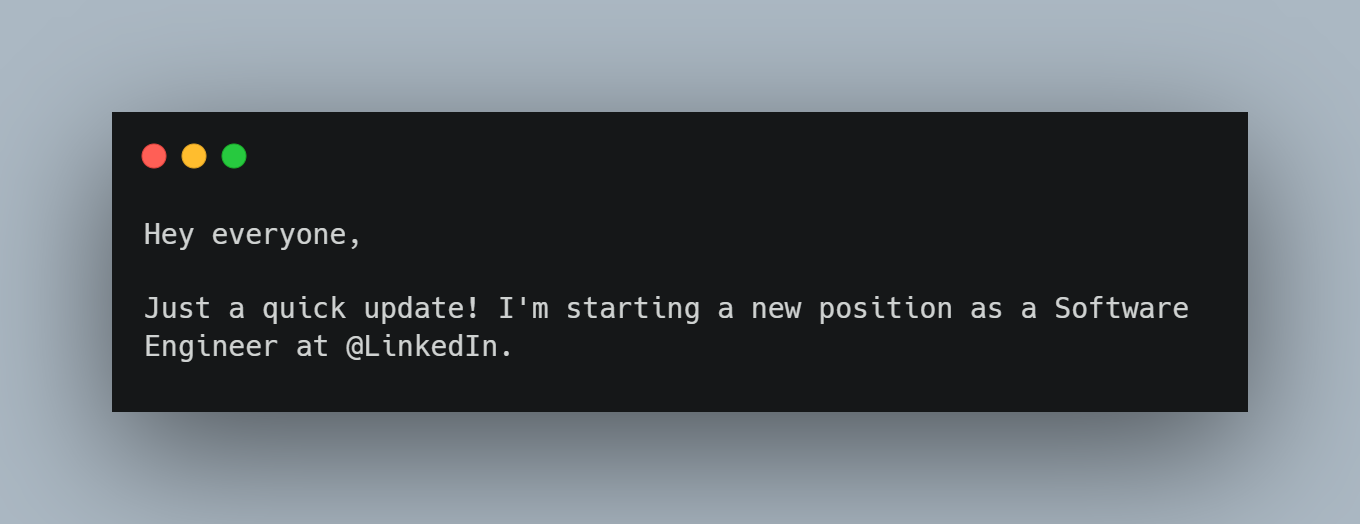 Hey everyone,
Just a quick update! I'm starting a new position as a Software
Engineer at @LinkedIn.